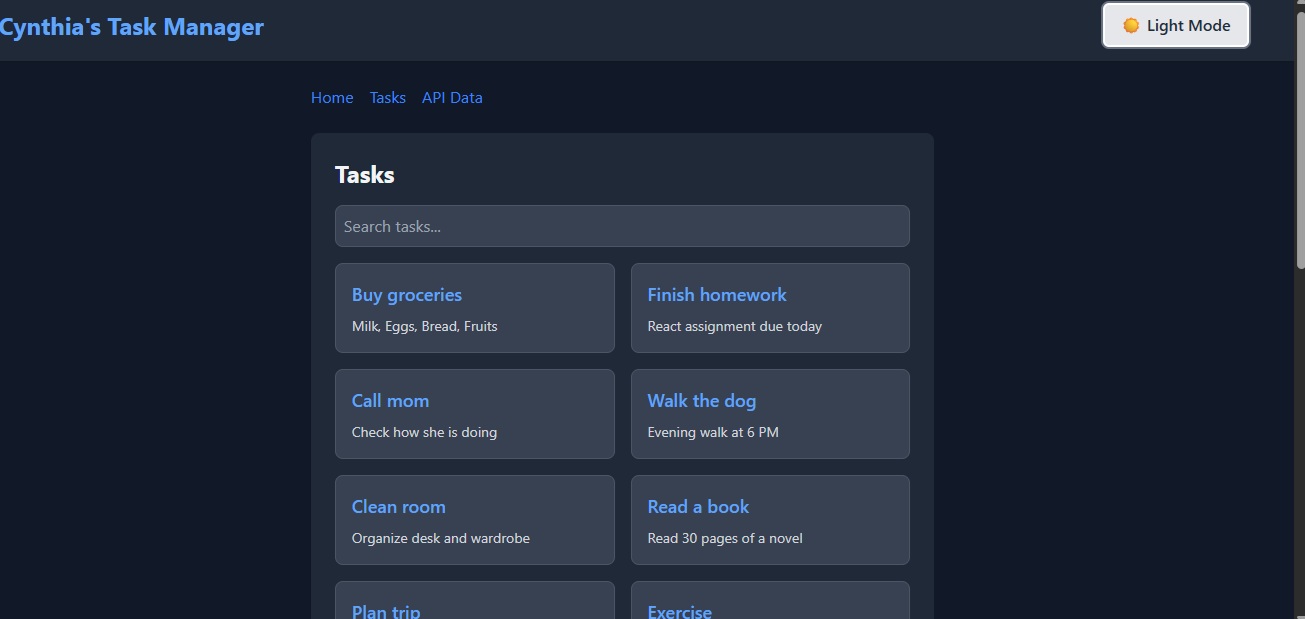 Cynthia's Task Manager
Light Mode
Home Tasks API Data
Tasks
Search tasks...
Buy groceries
Milk, Eggs, Bread, Fruits
Finish homework
React assignment due today
Call mom
Check how she is doing
Walk the dog
Evening walk at 6 PM
Clean room
Organize desk and wardrobe
Read a book
Read 30 pages of a novel
Plan trip
Exercise